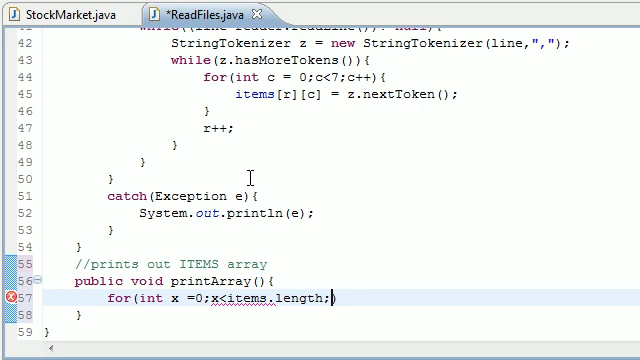 StockMarket.java *ReadFiles.java
42 StringTokenizer z = new StringTokenizer(line,",");
43 while(z.hasMoreTokens()){
44 for(int c = 0;c<7;c++){
45 items[r][c] = z.nextToken();
46 }
47 r++;
48 }
49 }
50 }
51 catch(Exception e){
52 System.out.println(e);
53 }
54 }
55 //prints out ITEMS array
56 public void printArray(){
57 for(int x =0;x<items.length;)
58 }
59 }